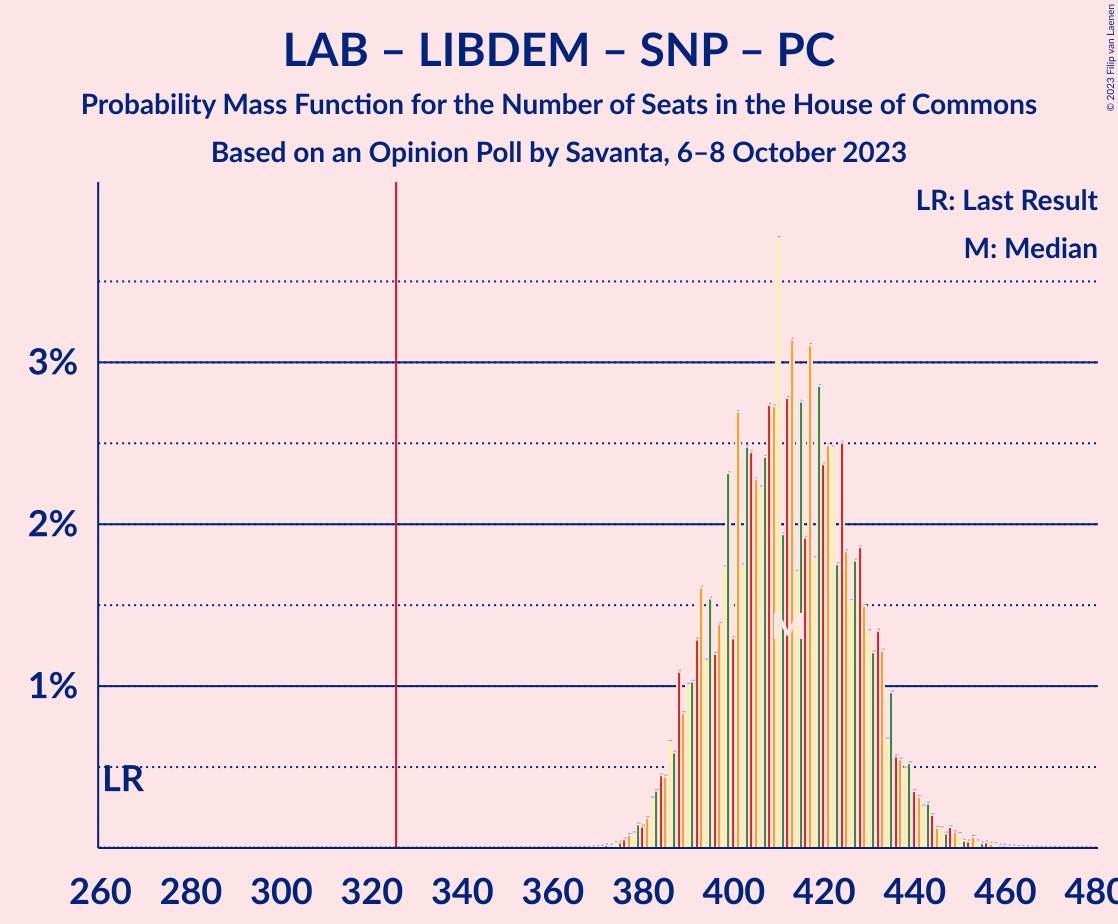 LAB – LIBDEM – SNP – PC
Probability Mass Function for the Number of Seats in the House of Commons
Based on an Opinion Poll by Savanta, 6–8 October 2023
© 2023 Filip van Laenen
LR: Last Result
M: Median
3%
2%
1%
M
LR
260 280 300 320 340 360 380 400 420 440 460 480